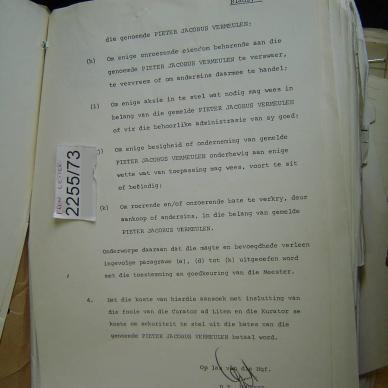 die genoemde PIETER JACOBUS VERMEULEN;
(h) Om enige onroerende eiendom behorende aan die
genoemde PIETER JACOBUS VERMEULEN te verswaar,
te vervreem of om andersins daarmee te handel;
(i) Om enige aksie in te stel wat nodig mag wees in
belang van die gemelde PIETER JACOBUS VERMEULEN
of vir die behoorlike administrasie van sy goed;
j) Om enige besigheid of onderneming van gemelde
PIETER JACOBUS VERMEULEN onderhewig aan enige
wette wat van toepassing mag wees, voort te sit
of beëindig;
(k) Om roerende en/of onroerende bate te verkry, deur
aankoop of andersins, in die belang van gemelde
PIETER JACOBUS VERMEULEN.
Onderworpe daaraan dat die magte en bevoegdhede verleen
ingevolge paragrawe (a), (d) tot (k) uitgeoefen word
met die toestemming en goedkeuring van die Meester.
4. Dat die koste van hierdie aansoek met insluiting van
die fooie van die Curator ad Litem en die Kurator se
koste om sekuriteit te stel uit die bates van die
genoemde PIETER JACOBUS VERMEULEN betaal word.
Op las van die Hof.
2255/73